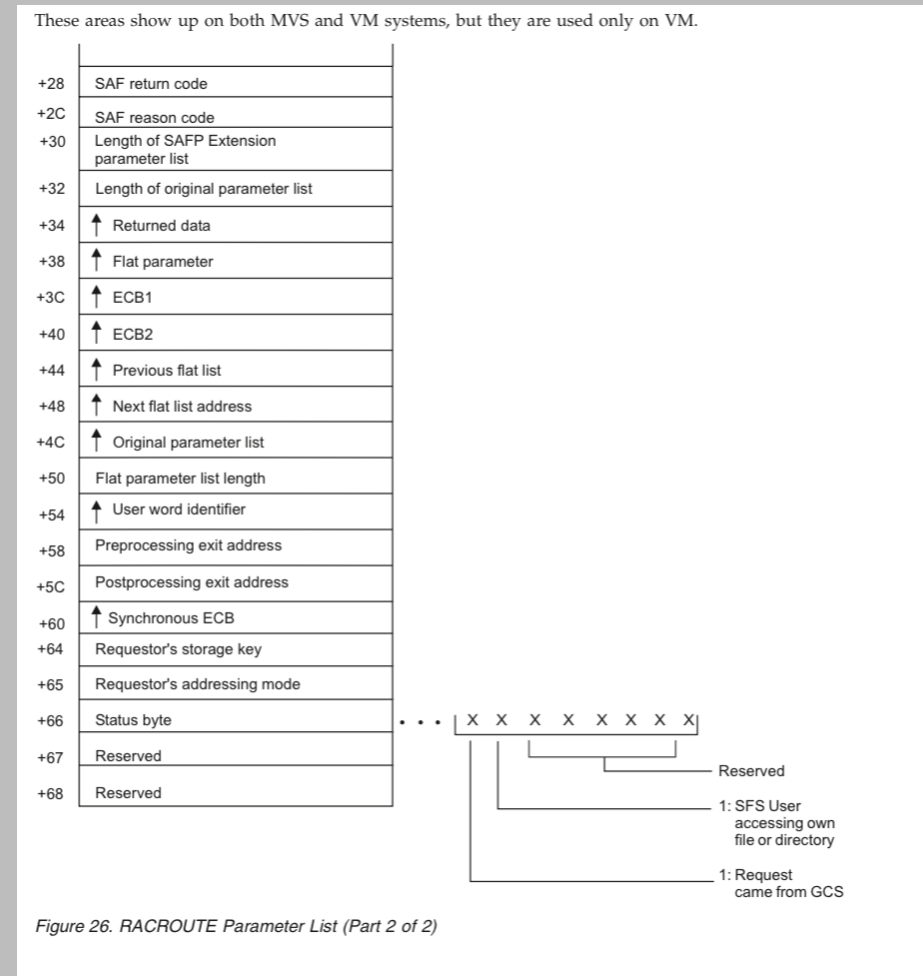 These areas show up on both MVS and VM systems, but they are used only on VM.
+28 SAF return code
+2C SAF reason code
+30 Length of SAFP Extension
parameter list
+32 Length of original parameter list
+34 Returned data
+38 Flat parameter
+3C ECB1
+40 ECB2
+44 Previous flat list
+48 Next flat list address
+4C Original parameter list
+50 Flat parameter list length
+54 User word identifier
+58 Preprocessing exit address
+5C Postprocessing exit address
+60 Synchronous ECB
+64 Requestor's storage key
+65 Requestor's addressing mode
+66 Status byte . . . X X X X X X X X
+67 Reserved
Reserved
+68 Reserved
1: SFS User
accessing own
file or directory
1: Request
came from GCS
Figure 26. RACROUTE Parameter List (Part 2 of 2)